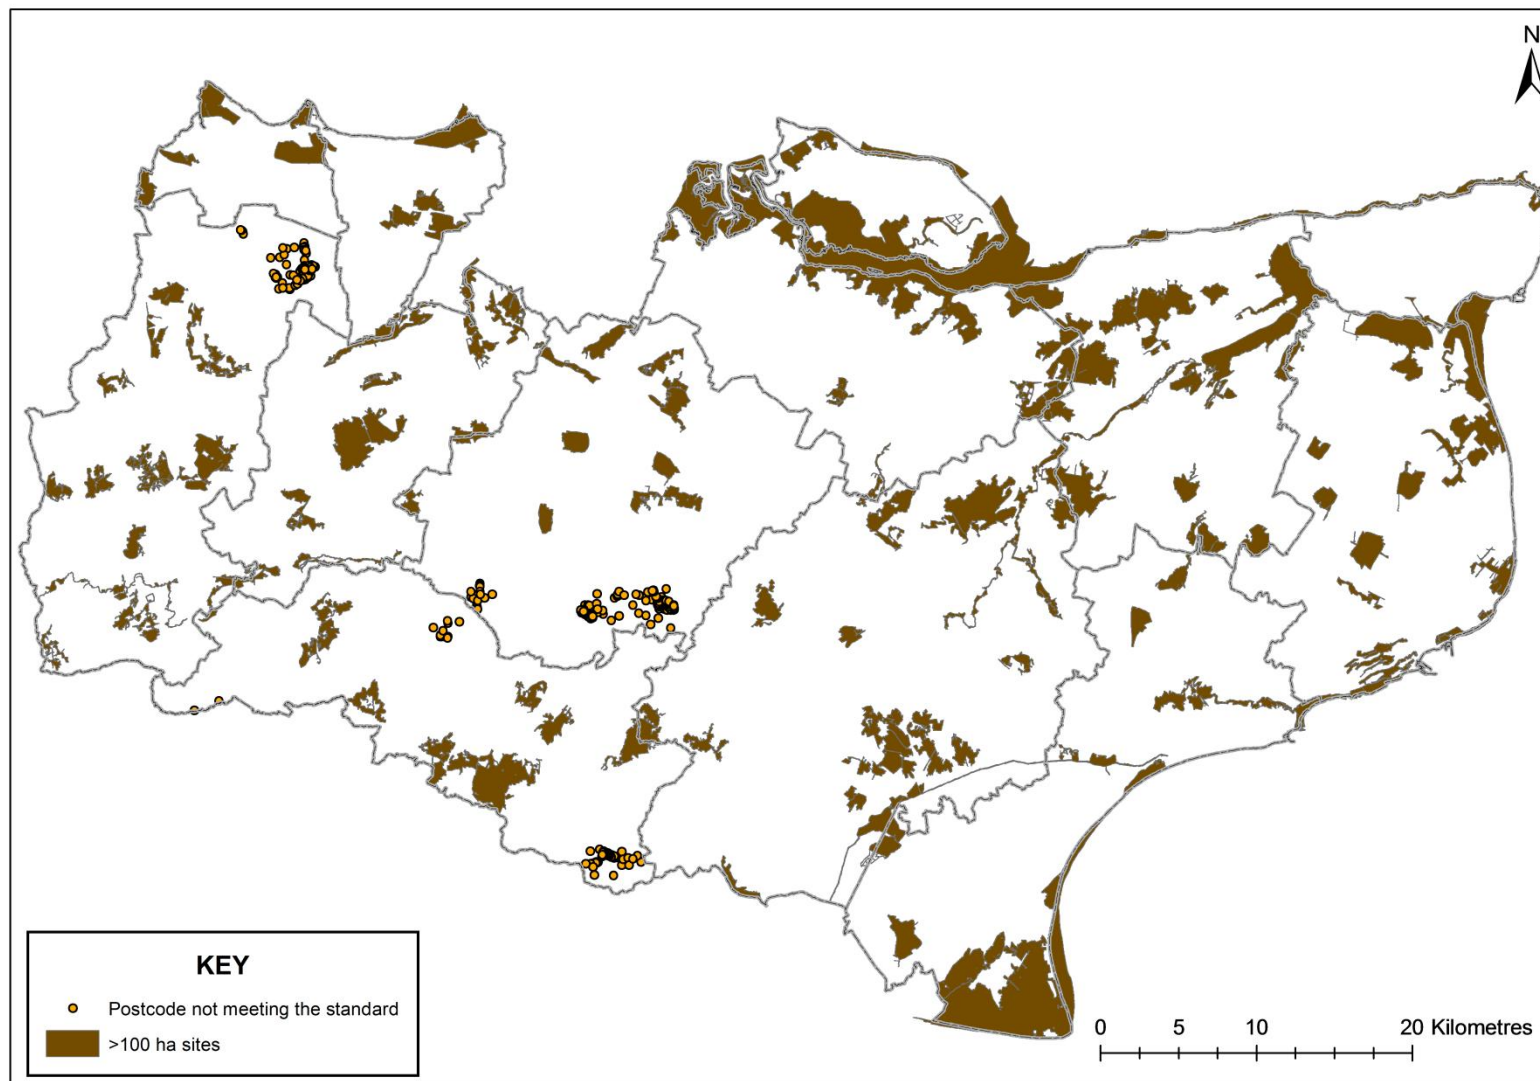 N
KEY
Postcode not meeting the standard
>100 ha sites
0 5 10 20 Kilometres